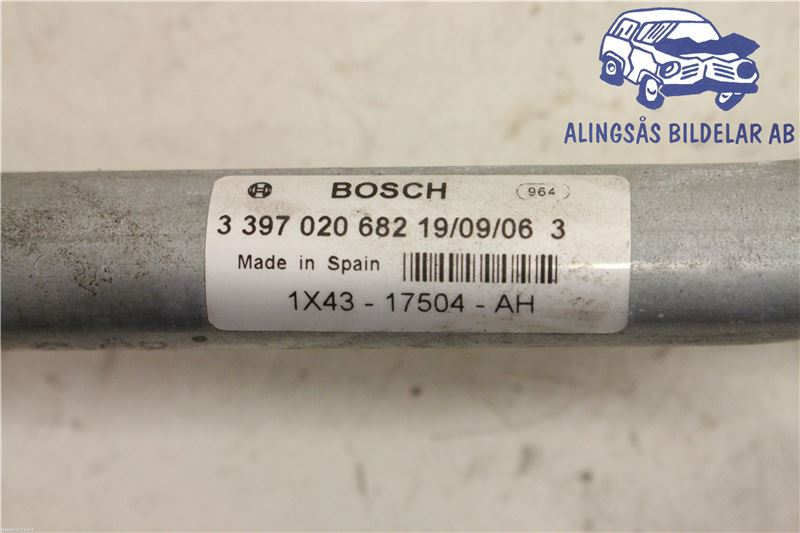 ALINGSÅS BILDELAR AB
BOSCH 964
3 397 020 682 19/09/06 3
Made in Spain
1X43 - 17504 - AH